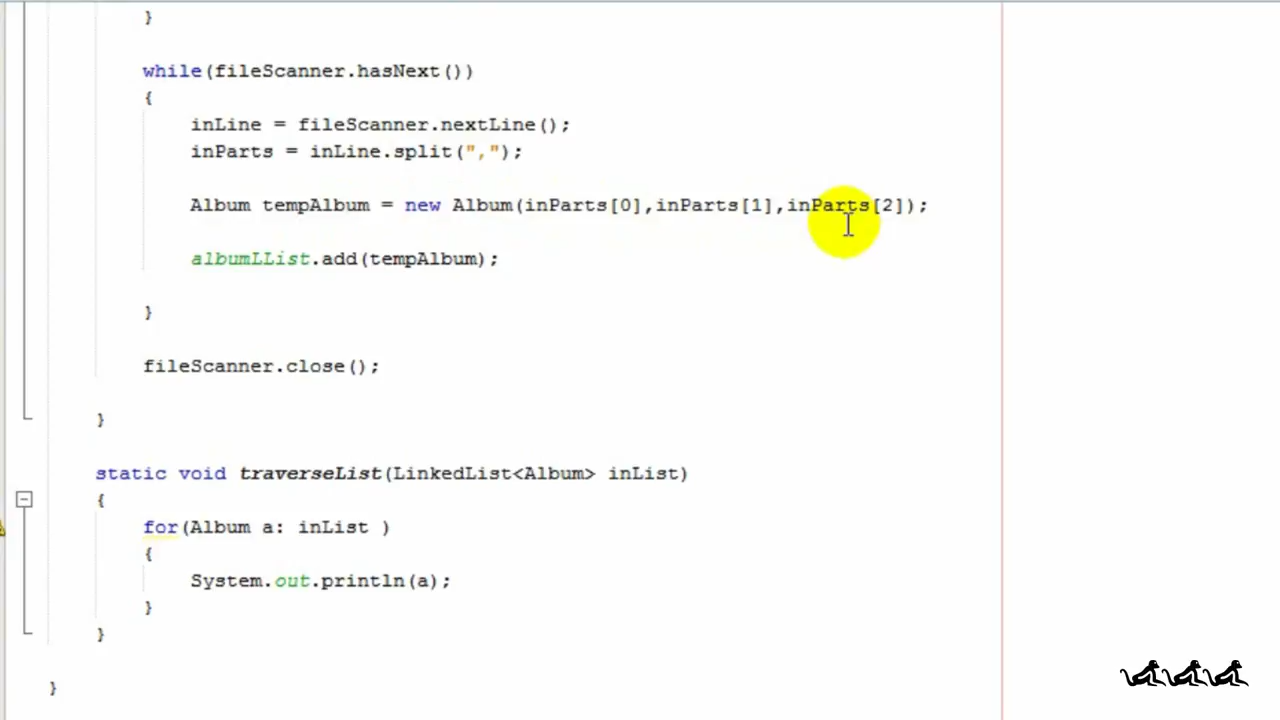 }
while(fileScanner.hasNext())
{
inLine = fileScanner.nextLine();
inParts = inLine.split(",");
Album tempAlbum = new Album(inParts[0],inParts[1],inParts[2]);
albumLList.add(tempAlbum);
}
fileScanner.close();
}
static void traverseList(LinkedList<Album> inList)
{
for(Album a: inList )
{
System.out.println(a);
}
}
}